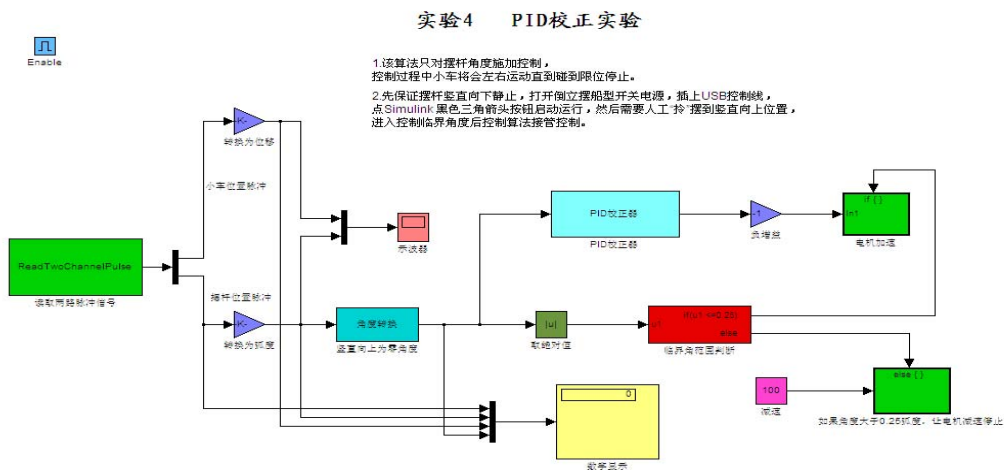 实验4 PID校正实验
Enable
1.该算法只对摆杆角度施加控制，
控制过程中小车将会左右运动直到碰到限位停止。
2.先保证摆杆竖直向下静止，打开倒立摆船型开关电源，插上USB控制线，
点Simulink黑色三角箭头按钮启动运行，然后需要人工“拎”摆到竖直向上位置，
进入控制临界角度后控制算法接管控制。
K-
转换为位移
小车位置脉冲
示波器
PID校正器
PID校正器
-1
负增益
if { }
In1
电机加速
ReadTwoChannelPulse
读取两路脉冲信号
摆杆位置脉冲
K-
转换为弧度
角度转换
竖直向上为零角度
|u|
取绝对值
u1
if(u1 <=0.25)
else
临界角范围判断
100
减速
else { }
如果角度大于0.25弧度，让电机减速停止
0
数学显示